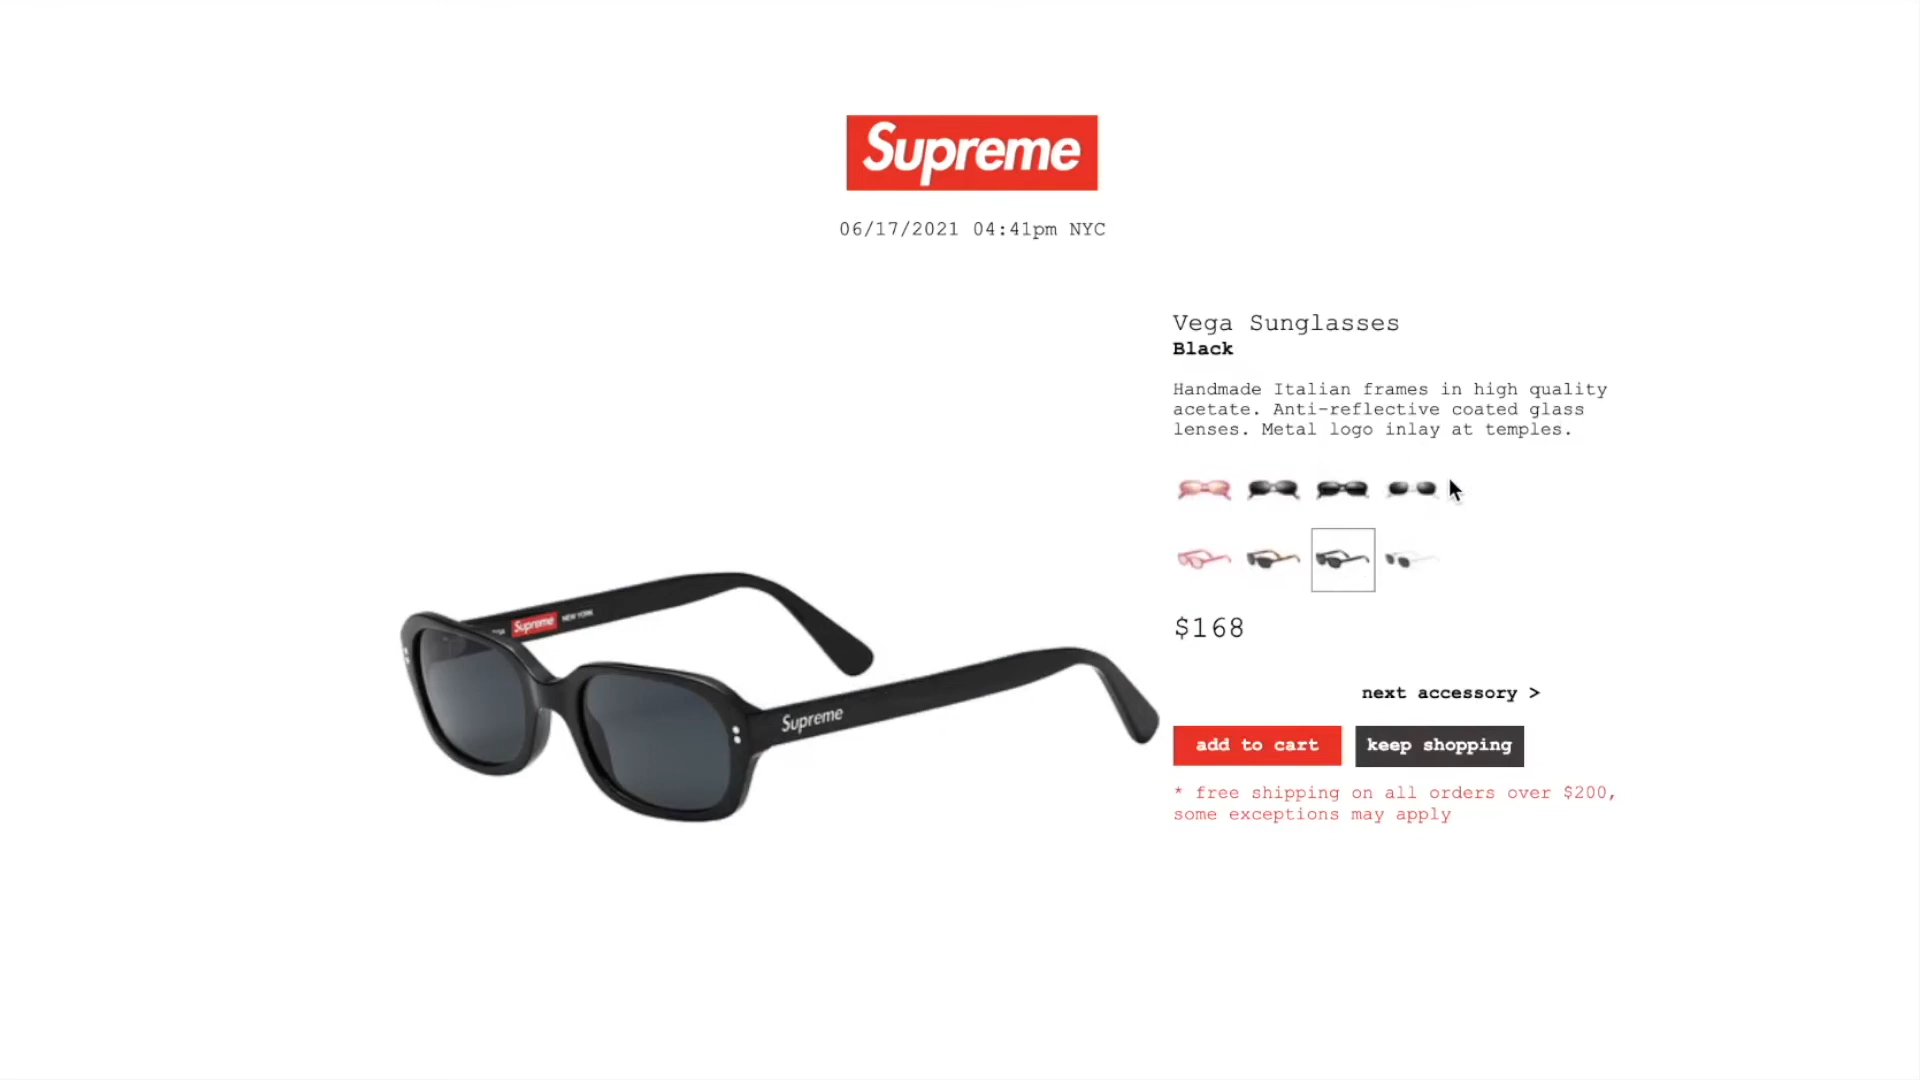 Supreme
06/17/2021 04:41pm NYC
Vega Sunglasses
Black
Handmade Italian frames in high quality
acetate. Anti-reflective coated glass
lenses. Metal logo inlay at temples.
$168
next accessory >
add to cart
keep shopping
* free shipping on all orders over $200,
some exceptions may apply
Supreme NEW YORK
Supreme